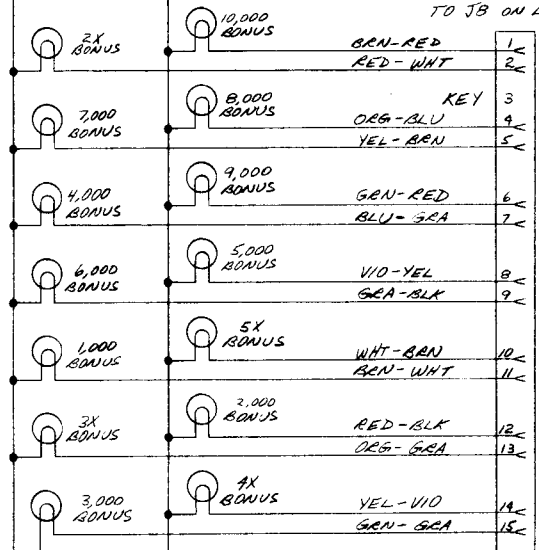 TO J8 ON
10,000
BONUS
2X
BONUS
BRN-RED 1
RED-WHT 2
KEY 3
8,000
BONUS
7,000
BONUS
ORG-BLU 4
YEL-BRN 5
9,000
BONUS
4,000
BONUS
GRN-RED 6
BLU-GRA 7
5,000
BONUS
6,000
BONUS
VIO-YEL 8
GRA-BLK 9
5X
BONUS
1,000
BONUS
WHT-BRN 10
BRN-WHT 11
2,000
BONUS
3X
BONUS
RED-BLK 12
ORG-GRA 13
4X
BONUS
3,000
BONUS
YEL-VIO 14
GRN-GRA 15